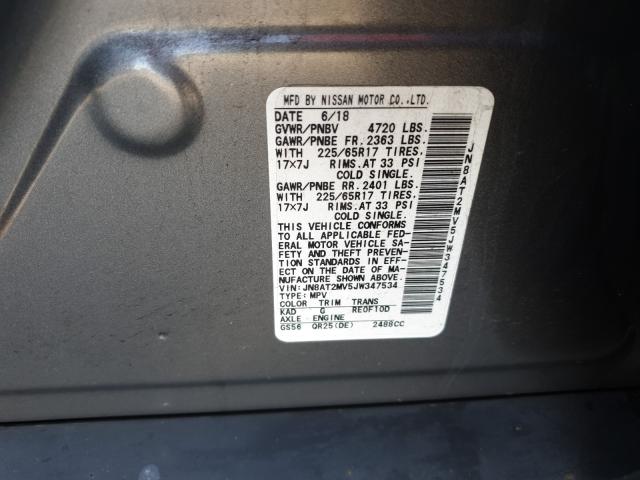 MFD BY NISSAN MOTOR CO.,LTD.
DATE 6/18
GVWR/PNBV 4720 LBS.
GAWR/PNBE FR. 2363 LBS.
WITH 225/65R17 TIRES.
17×7J RIMS.AT 33 PSI
COLD SINGLE.
GAWR/PNBE RR. 2401 LBS.
WITH 225/65R17 TIRES.
17×7J RIMS.AT 33 PSI
COLD SINGLE.
THIS VEHICLE CONFORMS
TO ALL APPLICABLE FED-
ERAL MOTOR VEHICLE SA-
FETY AND THEFT PREVEN-
TION STANDARDS IN EFF-
ECT ON THE DATE OF MA-
NUFACTURE SHOWN ABOVE.
VIN: JN8AT2MV5JW347534
TYPE: MPV
COLOR TRIM TRANS
KAD G RE0F10D
AXLE ENGINE
GS56 QR25(DE) 2488CC
JN8AT2MV5JW347534